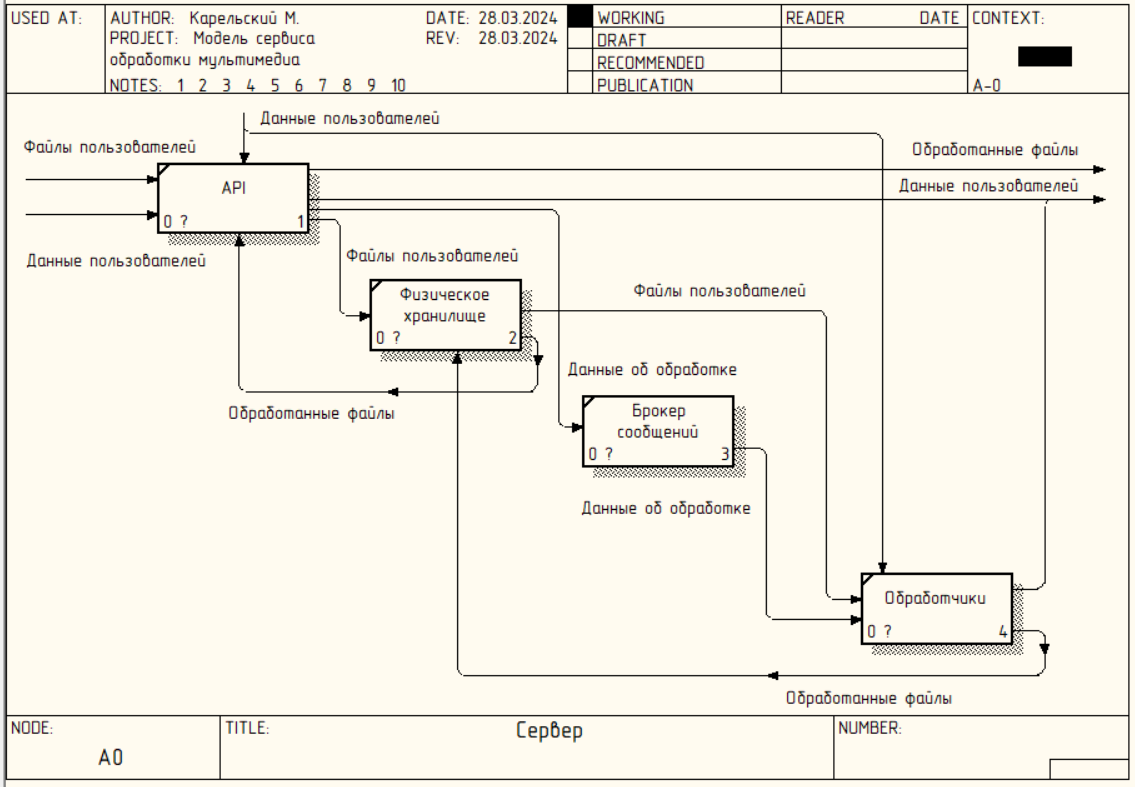 USED AT:
AUTHOR: Карельский М.
DATE: 28.03.2024
PROJECT: Модель сервиса
обработки мультимедиа
REV: 28.03.2024
NOTES: 1 2 3 4 5 6 7 8 9 10
WORKING
DRAFT
RECOMMENDED
PUBLICATION
READER DATE
CONTEXT:
A-0
Данные пользователей
Файлы пользователей
Обработанные файлы
API
Данные пользователей
0 ? 1
Данные пользователей
Файлы пользователей
Физическое
хранилище
0 ? 2
Файлы пользователей
Данные об обработке
Обработанные файлы
Брокер
сообщений
0 ? 3
Данные об обработке
Обработчики
0 ? 4
Обработанные файлы
NODE:
A0
TITLE:
Сервер
NUMBER: